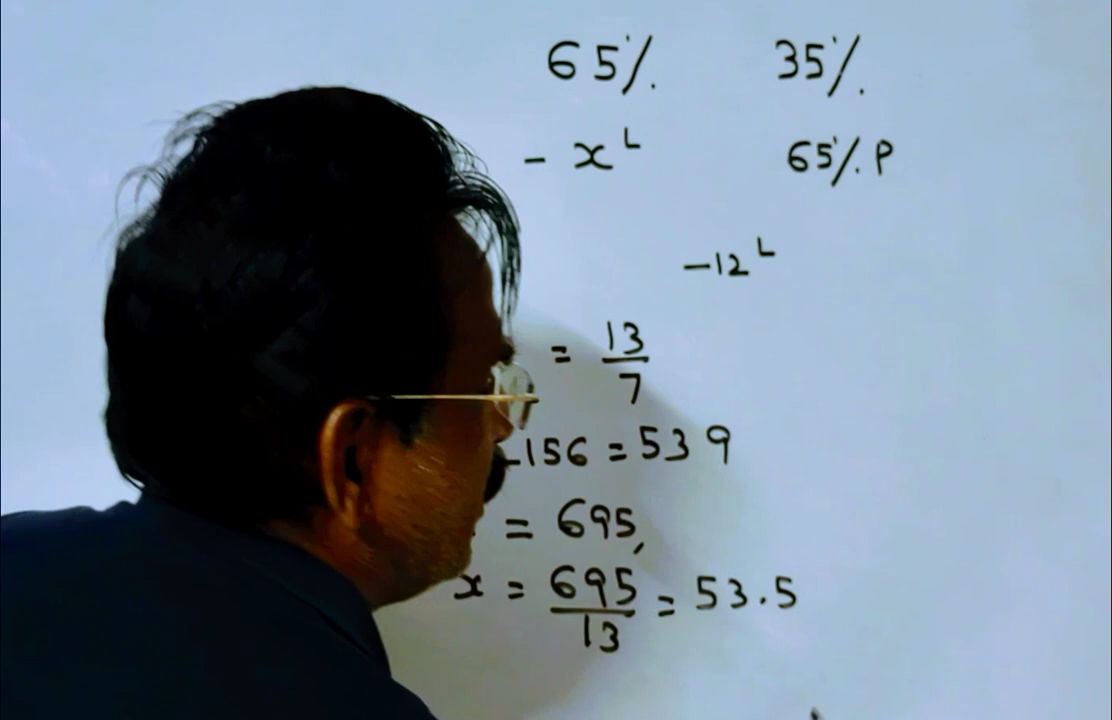 65% 35%
- x L 65% P
-12 L
= 13/7
-156 = 539
= 695,
x = 695/13 = 53.5